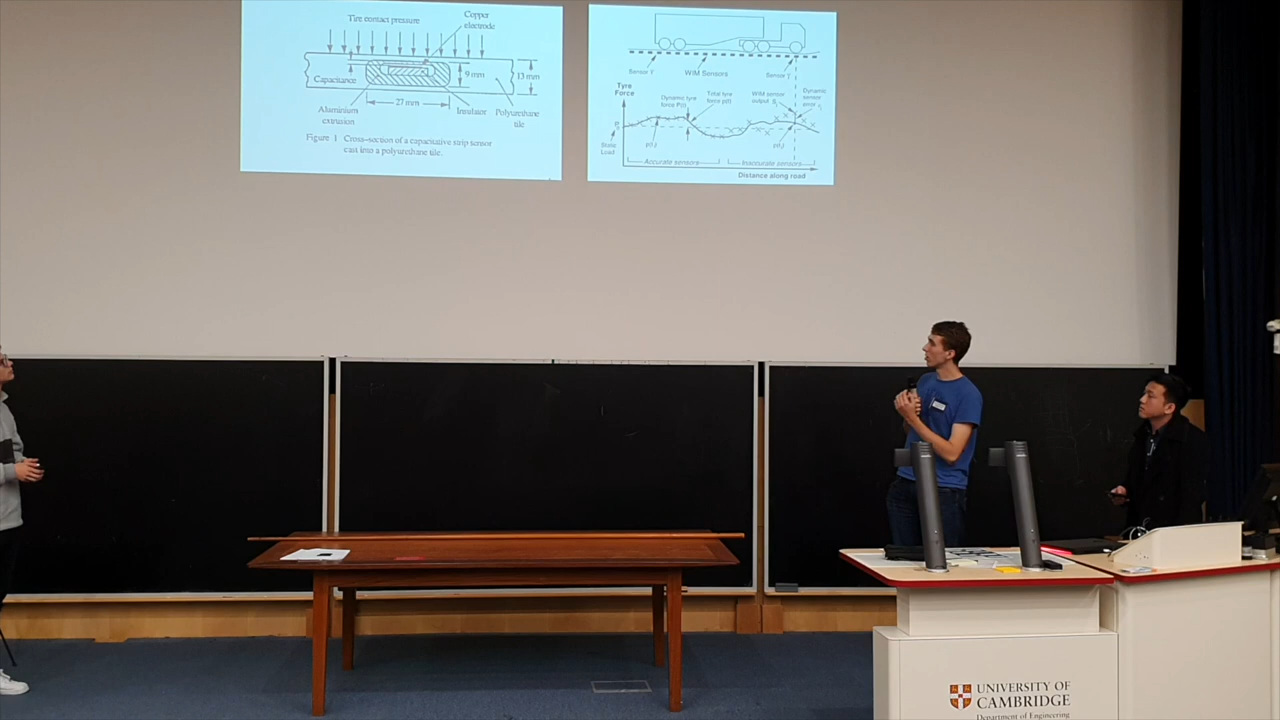 Tire contact pressure
Copper
electrode
Capacitance
9 mm
13 mm
27 mm
Aluminium
extrusion
Insulator
Polyurethane
tile
Figure 1 Cross-section of a capacitative strip sensor
cast into a polyurethane tile.
Sensor
WIM Sensors
Sensor
Tyre
Force
Dynamic tyre
force P(t)
Total tyre
force p(t)
WIM sensor
output
Dynamic
sensor
error
Static
Load
Accurate sensors
Inaccurate sensors
Distance along road
UNIVERSITY OF
CAMBRIDGE
Department of Engineering